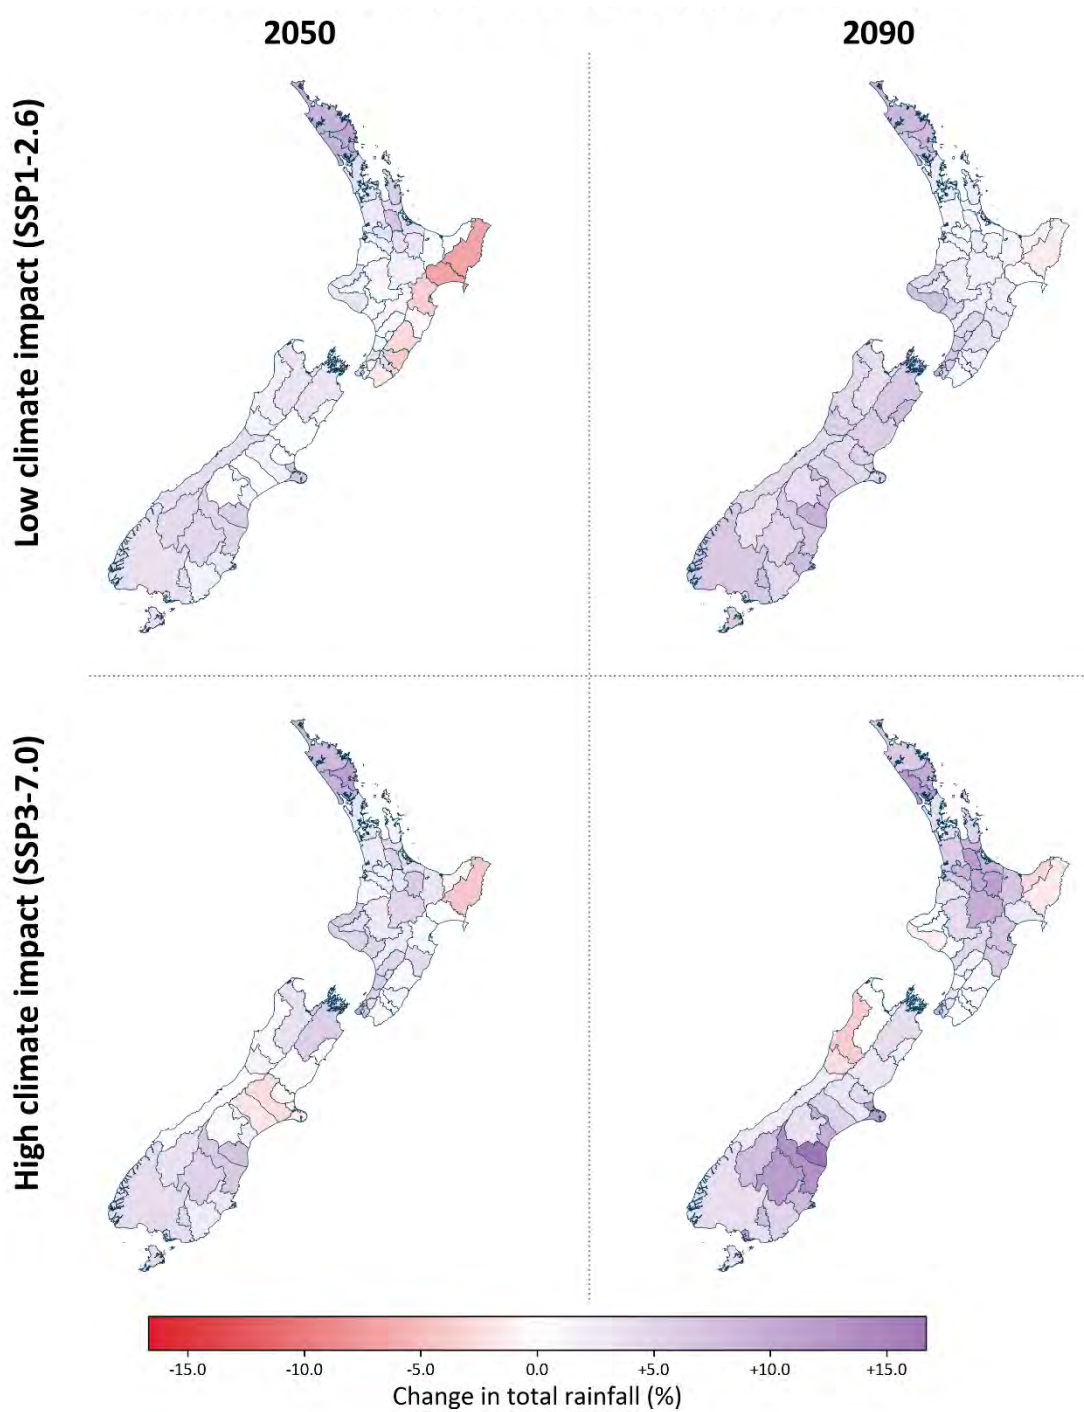 2050
2090
Low climate impact (SSP1-2.6)
High climate impact (SSP3-7.0)
-15.0 -10.0 -5.0 0.0 +5.0 +10.0 +15.0
Change in total rainfall (%)